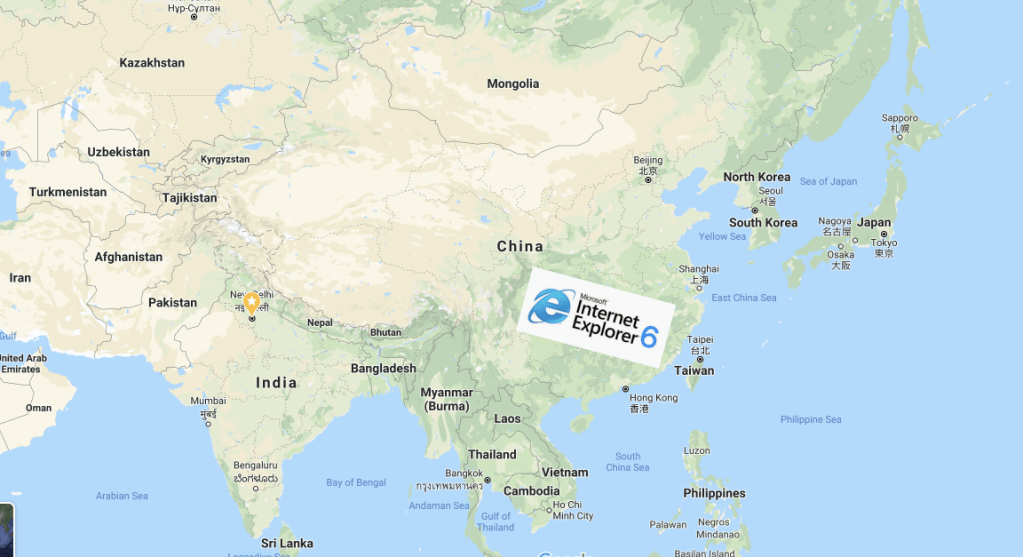 Нур-Султан
Kazakhstan
Mongolia
Sapporo
札幌
Uzbekistan
Kyrgyzstan
Beijing
北京
North Korea
Sea of Japan
Turkmenistan
Tajikistan
Seoul
서울
South Korea
Nagoya
名古屋
Japan
Tokyo
東京
Yellow Sea
China
Osaka
大阪
Afghanistan
Iran
Shanghai
上海
East China Sea
Pakistan
Nepal
Bhutan
Microsoft
Internet
Explorer 6
Gulf
United Arab
Emirates
Taipei
台北
Taiwan
Bangladesh
India
Myanmar
(Burma)
Hong Kong
香港
Oman
Mumbai
मुंबई
Laos
Philippine Sea
Luzon
Thailand
South
China Sea
Bengaluru
ಬೆಂಗಳೂರು
Bangkok
กรุงเทพมหานคร
Vietnam
Bay of Bengal
Arabian Sea
Cambodia
Philippines
Andaman Sea
Ho Chi
Minh City
Gulf of
Thailand
Palawan
Negros
Mindanao
Sri Lanka
Basilan Island